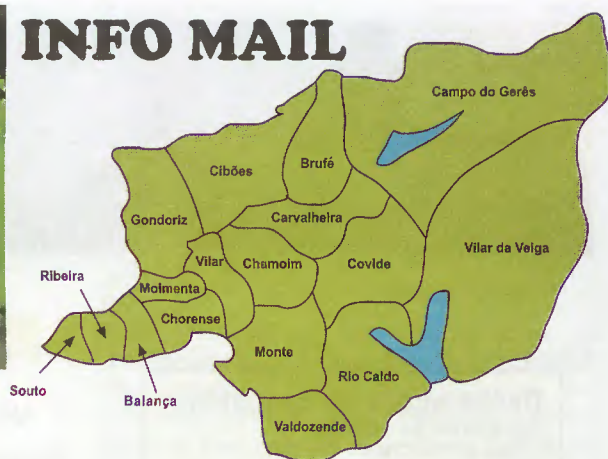 INFO MAIL
Campo do Gerês
Brufé
Cibões
Carvalheira
Gondoriz
Vilar da Veiga
Vilar
Chamoim
Covide
Ribeira
Moimenta
Chorense
Monte
Rio Caldo
Souto
Balança
Valdozende